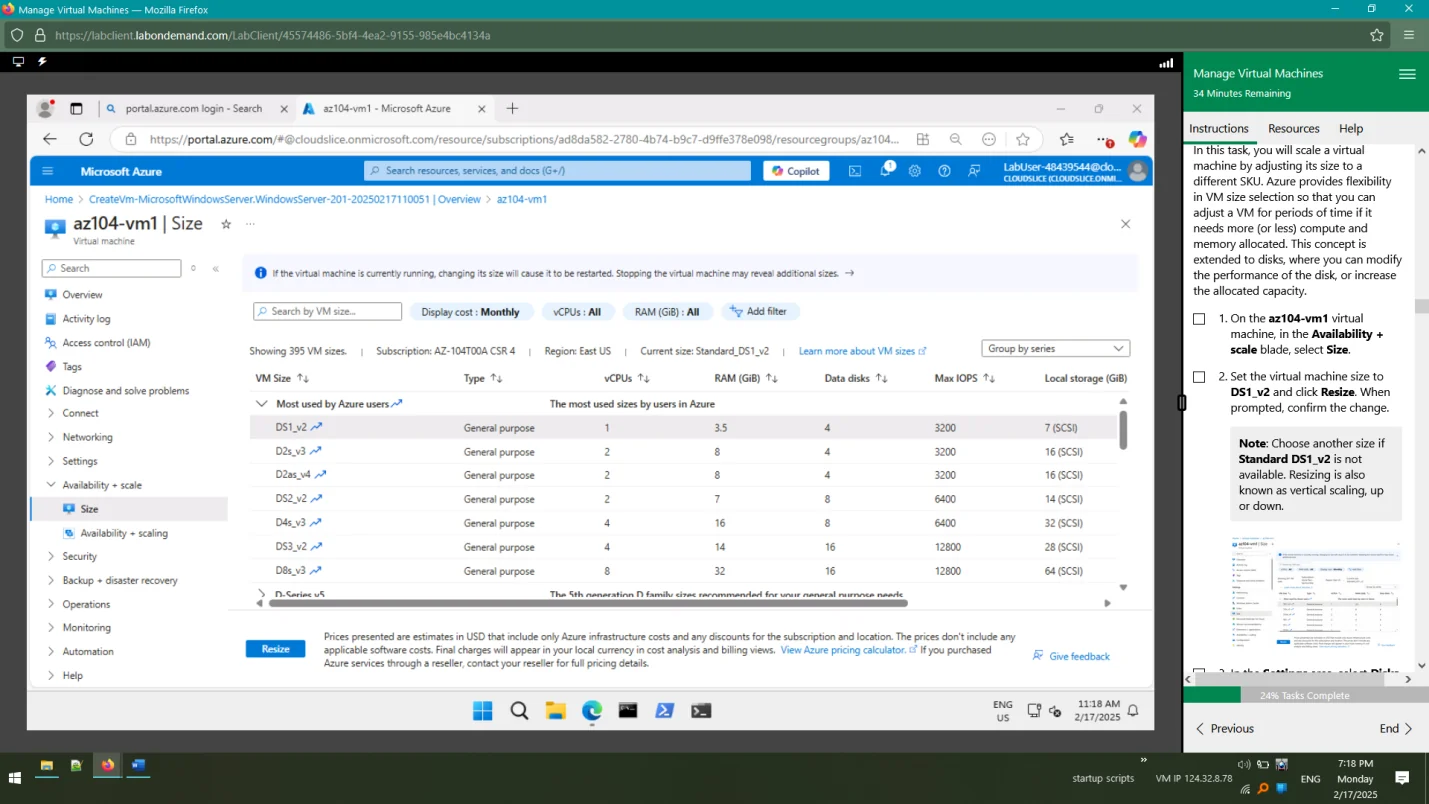 Manage Virtual Machines — Mozilla Firefox
https://labclient.labondemand.com/LabClient/45574486-5bf4-4ea2-9155-985e4bc4134a
portal.azure.com login - Search
az104-vm1 - Microsoft Azure
https://portal.azure.com/#@cloudslice.onmicrosoft.com/resource/subscriptions/ad8da582-2780-4b74-b9c7-d9ffe378e098/resourcegroups/az104...
Microsoft Azure
Search resources, services, and docs (G+/)
Copilot
1
LabUser-48439544@clo...
CLOUDSLICE (CLOUDSLICE.ONMI...
Home > CreateVm-MicrosoftWindowsServer.WindowsServer-201-20250217110051 | Overview > az104-vm1
az104-vm1 | Size
Virtual machine
Search
Overview
Activity log
Access control (IAM)
Tags
Diagnose and solve problems
Connect
Networking
Settings
Availability + scale
Size
Availability + scaling
Security
Backup + disaster recovery
Operations
Monitoring
Automation
Help
If the virtual machine is currently running, changing its size will cause it to be restarted. Stopping the virtual machine may reveal additional sizes.
Search by VM size...
Display cost : Monthly
vCPUs : All
RAM (GiB) : All
Add filter
Showing 395 VM sizes. | Subscription: AZ-104T00A CSR 4 | Region: East US | Current size: Standard_DS1_v2 | Learn more about VM sizes
Group by series
VM Size Type vCPUs RAM (GiB) Data disks Max IOPS Local storage (GiB)
Most used by Azure users The most used sizes by users in Azure
DS1_v2 General purpose 1 3.5 4 3200 7 (SCSI)
D2s_v3 General purpose 2 8 4 3200 16 (SCSI)
D2as_v4 General purpose 2 8 4 3200 16 (SCSI)
DS2_v2 General purpose 2 7 8 6400 14 (SCSI)
D4s_v3 General purpose 4 16 8 6400 32 (SCSI)
DS3_v2 General purpose 4 14 16 12800 28 (SCSI)
D8s_v3 General purpose 8 32 16 12800 64 (SCSI)
D-Series v5 The 5th generation D family sizes recommended for your general purpose needs
Resize
Prices presented are estimates in USD that include only Azure infrastructure costs and any discounts for the subscription and location. The prices don't include any
applicable software costs. Final charges will appear in your local currency in cost analysis and billing views. View Azure pricing calculator. If you purchased
Azure services through a reseller, contact your reseller for full pricing details.
Give feedback
ENG
US
11:18 AM
2/17/2025
Manage Virtual Machines
34 Minutes Remaining
Instructions
Resources
Help
In this task, you will scale a virtual
machine by adjusting its size to a
different SKU. Azure provides flexibility
in VM size selection so that you can
adjust a VM for periods of time if it
needs more (or less) compute and
memory allocated. This concept is
extended to disks, where you can modify
the performance of the disk, or increase
the allocated capacity.
1. On the az104-vm1 virtual
machine, in the Availability +
scale blade, select Size.
2. Set the virtual machine size to
DS1_v2 and click Resize. When
prompted, confirm the change.
Note: Choose another size if
Standard DS1_v2 is not
available. Resizing is also
known as vertical scaling, up
or down.
3. In the Settings area, select Disks
24% Tasks Complete
Previous
End
startup scripts
VM IP 124.32.8.78
ENG
7:18 PM
Monday
2/17/2025